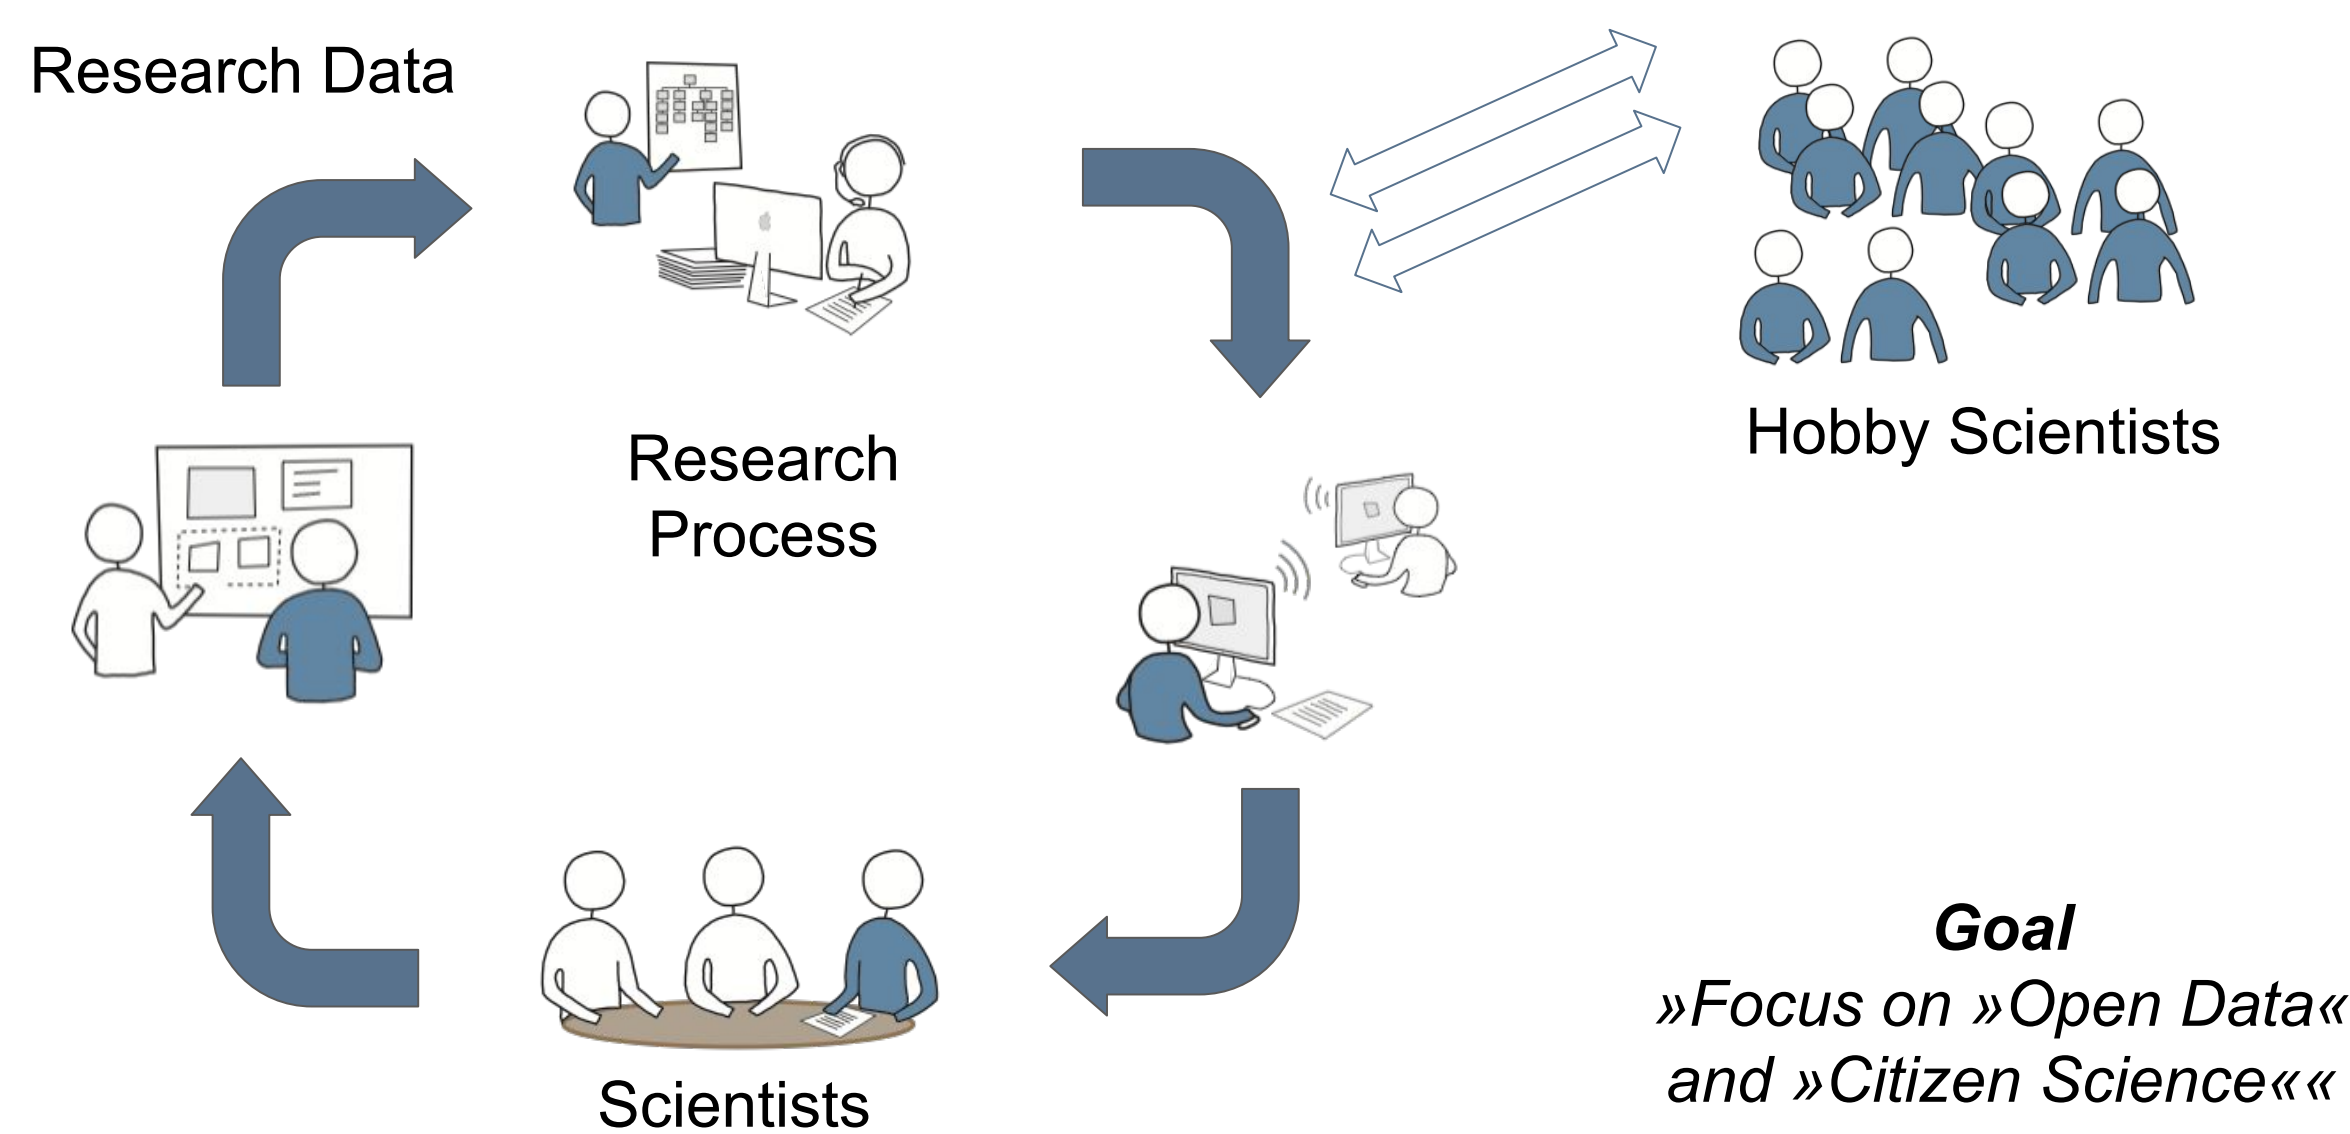 Research Data
Research
Process
Hobby Scientists
Scientists
Goal
»Focus on »Open Data«
and »Citizen Science««